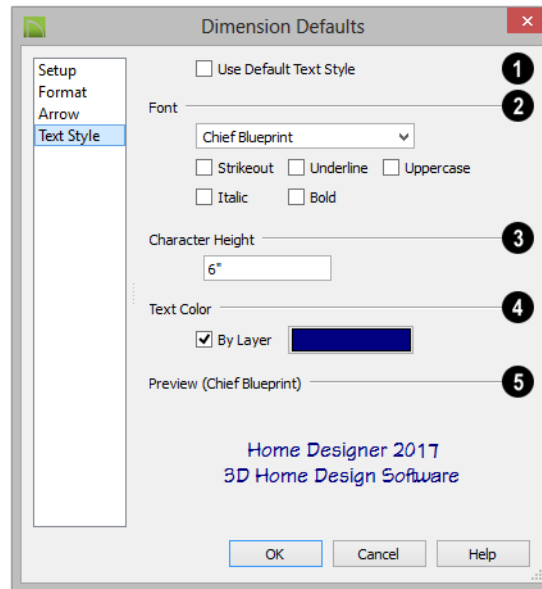 Dimension Defaults
Setup
Format
Arrow
Text Style
Use Default Text Style
1
Font
2
Chief Blueprint
Strikeout Underline Uppercase
Italic Bold
Character Height
3
6"
Text Color
4
By Layer
Preview (Chief Blueprint)
5
Home Designer 2017
3D Home Design Software
OK Cancel Help